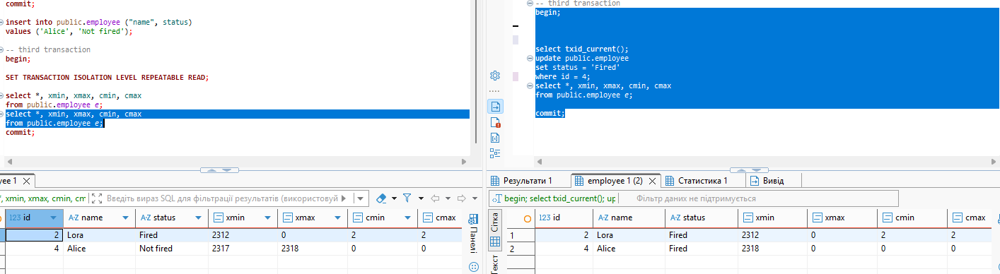 commit;
insert into public.employee ("name", status)
values ('Alice', 'Not fired');
-- third transaction
begin;
SET TRANSACTION ISOLATION LEVEL REPEATABLE READ;
select *, xmin, xmax, cmin, cmax
from public.employee e;
select *, xmin, xmax, cmin, cmax
from public.employee e;
commit;
-- third transaction
begin;
select txid_current();
update public.employee
set status = 'Fired'
where id = 4;
select *, xmin, xmax, cmin, cmax
from public.employee e;
commit;
yee 1
*, xmin, xmax, cmin, cm
Введіть вираз SQL для фільтрації результатів (використовуй
123 id A-Z name A-Z status xmin xmax cmin cmax
2 Lora Fired 2312 0 2 2
4 Alice Not fired 2317 2318 0 0
Панелі
Результати 1 employee 1 (2) Статистика 1 Вивід
begin; select txid_current(); up
Фільтр даних не підтримується
Сітка
Текст
123 id A-Z name A-Z status xmin xmax cmin cmax
1 2 Lora Fired 2312 0 2 2
2 4 Alice Fired 2318 0 0 0